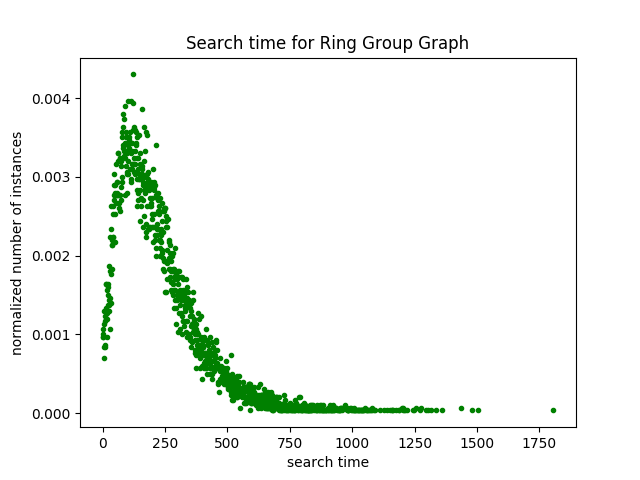 Search time for Ring Group Graph
normalized number of instances
0.004
0.003
0.002
0.001
0.000
0 250 500 750 1000 1250 1500 1750
search time